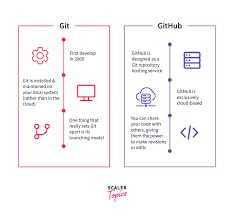 Git
First develop
in 2005
Git is installed &
maintained on
your local system
(rather than in the
cloud)
One thing that
really sets Git
apart is its
branching model
GitHub
GitHub is
designed as a
Git repository
hosting service
GitHub is
exclusively
cloud-based
You can share
your code with
others, giving
them the power
to make revisions
or edits
SCALER
Topics